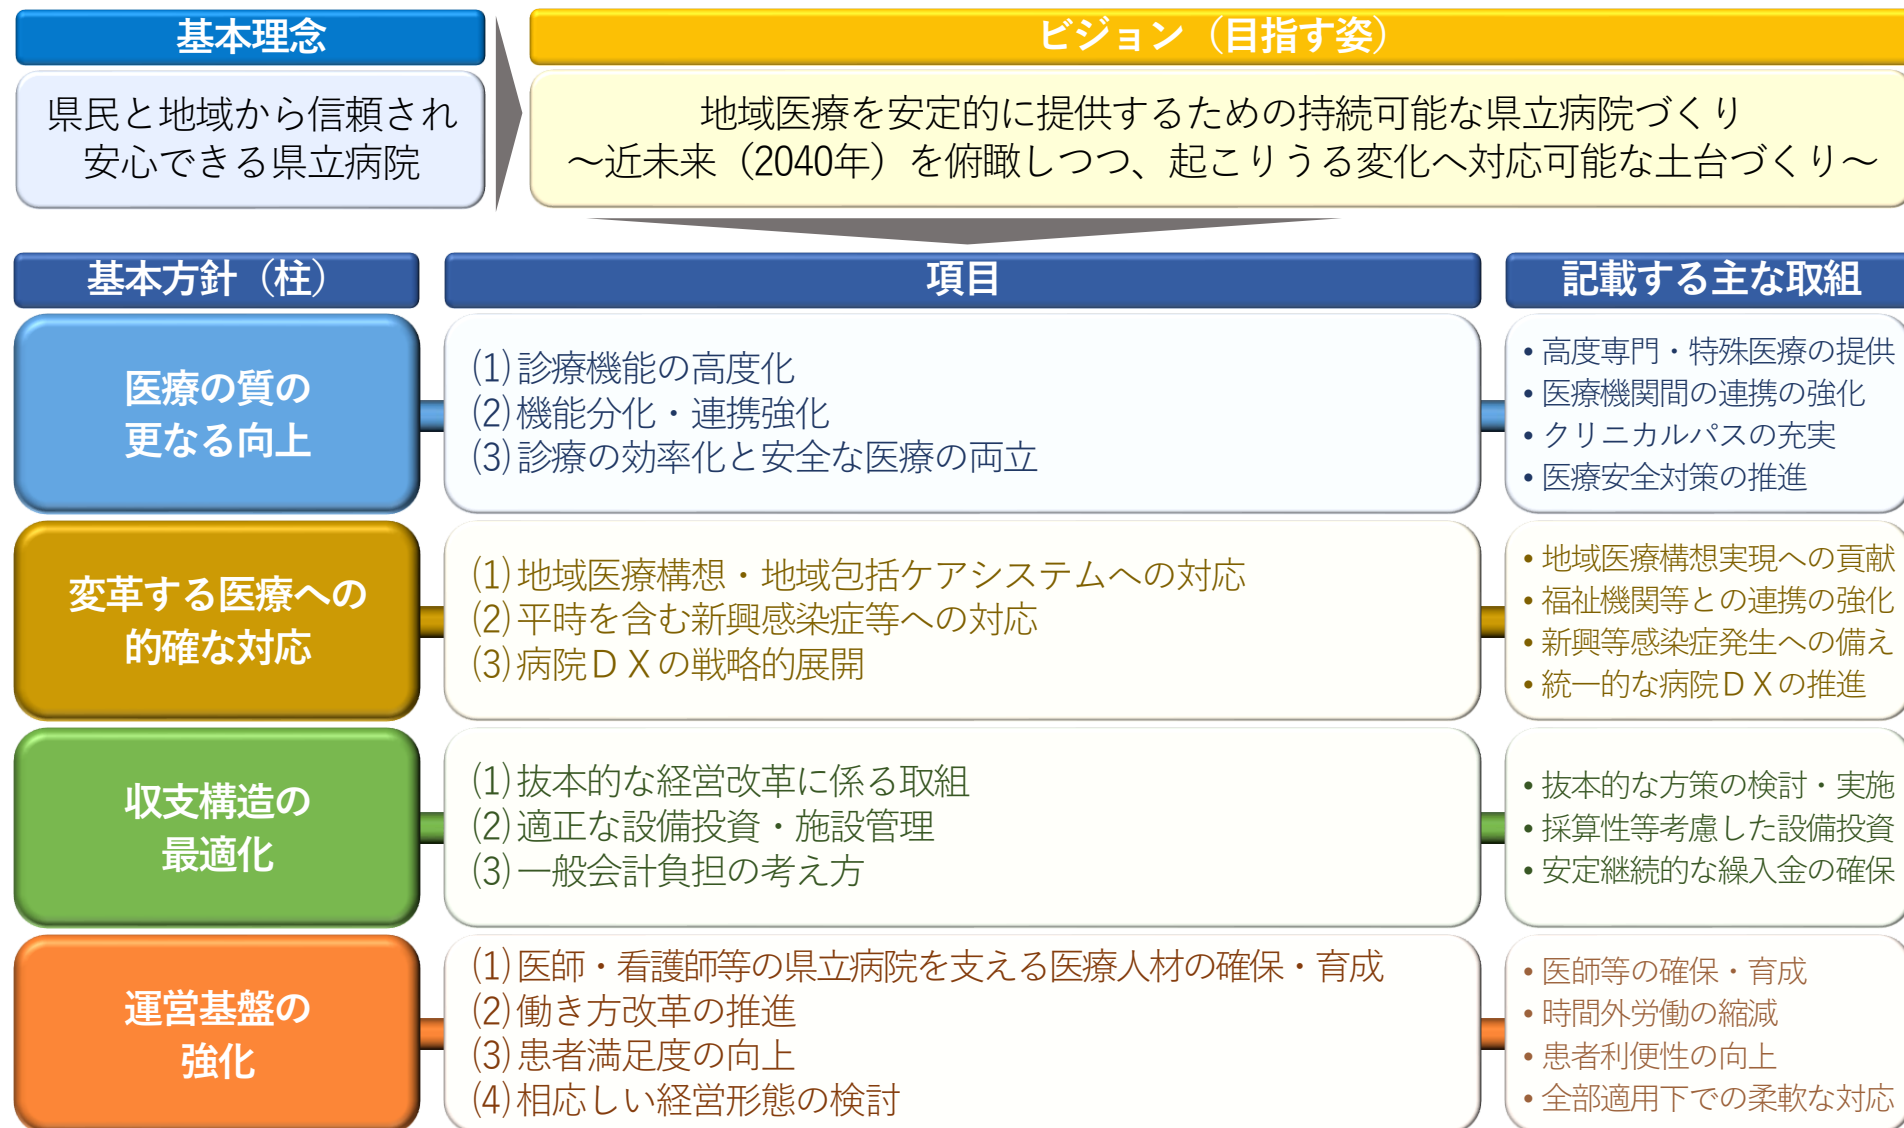 基本理念
ビジョン（目指す姿）
県民と地域から信頼され
安心できる県立病院
地域医療を安定的に提供するための持続可能な県立病院づくり
～近未来（2040年）を俯瞰しつつ、起こりうる変化へ対応可能な土台づくり～
基本方針（柱）
項目
記載する主な取組
医療の質の
更なる向上
(1)診療機能の高度化
(2)機能分化・連携強化
(3)診療の効率化と安全な医療の両立
• 高度専門・特殊医療の提供
• 医療機関間の連携の強化
• クリニカルパスの充実
• 医療安全対策の推進
変革する医療への
的確な対応
(1)地域医療構想・地域包括ケアシステムへの対応
(2)平時を含む新興感染症等への対応
(3)病院ＤＸの戦略的展開
• 地域医療構想実現への貢献
• 福祉機関等との連携の強化
• 新興等感染症発生への備え
• 統一的な病院ＤＸの推進
収支構造の
最適化
(1)抜本的な経営改革に係る取組
(2)適正な設備投資・施設管理
(3)一般会計負担の考え方
• 抜本的な方策の検討・実施
• 採算性等考慮した設備投資
• 安定継続的な繰入金の確保
運営基盤の
強化
(1)医師・看護師等の県立病院を支える医療人材の確保・育成
(2)働き方改革の推進
(3)患者満足度の向上
(4)相応しい経営形態の検討
• 医師等の確保・育成
• 時間外労働の縮減
• 患者利便性の向上
• 全部適用下での柔軟な対応